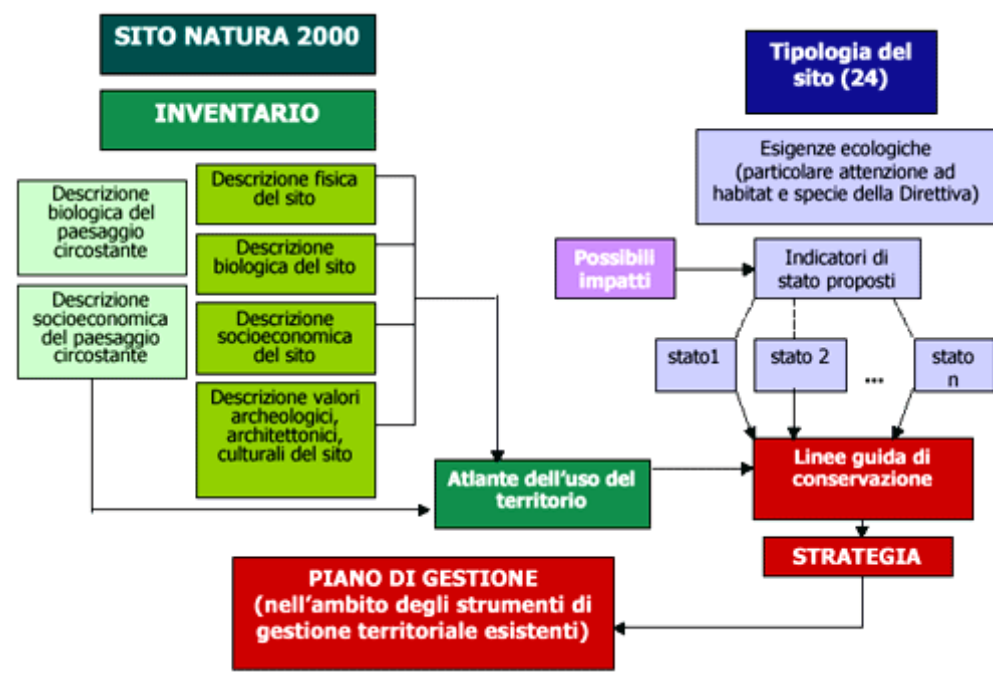 SITO NATURA 2000
INVENTARIO
Descrizione
biologica del
paesaggio
circostante
Descrizione
socioeconomica
del paesaggio
circostante
Descrizione fisica
del sito
Descrizione
biologica del sito
Descrizione
socioeconomica
del sito
Descrizione valori
archeologici,
architettonici,
culturali del sito
Atlante dell'uso del
territorio
Tipologia del
sito (24)
Esigenze ecologiche
(particolare attenzione ad
habitat e specie della Direttiva)
Possibili
impatti
Indicatori di
stato proposti
stato1
stato 2
...
stato
n
Linee guida di
conservazione
STRATEGIA
PIANO DI GESTIONE
(nell'ambito degli strumenti di
gestione territoriale esistenti)